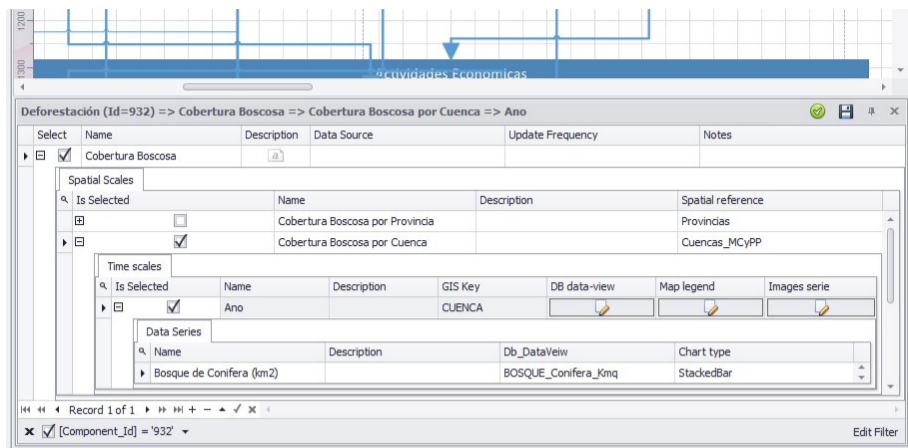 1200
1300
Actividades Economicas
Deforestación (Id=932) => Cobertura Boscosa => Cobertura Boscosa por Cuenca => Ano
Select Name Description Data Source Update Frequency Notes
Cobertura Boscosa a
Spatial Scales
Is Selected Name Description Spatial reference
Cobertura Boscosa por Provincia Provincias
Cobertura Boscosa por Cuenca Cuencas_MCyPP
Time scales
Is Selected Name Description GIS Key DB data-view Map legend Images serie
Ano CUENCA
Data Series
Name Description Db_DataVeiw Chart type
Bosque de Conifera (km2) BOSQUE_Conifera_Kmq StackedBar
Record 1 of 1
[Component_Id] = '932' Edit Filter